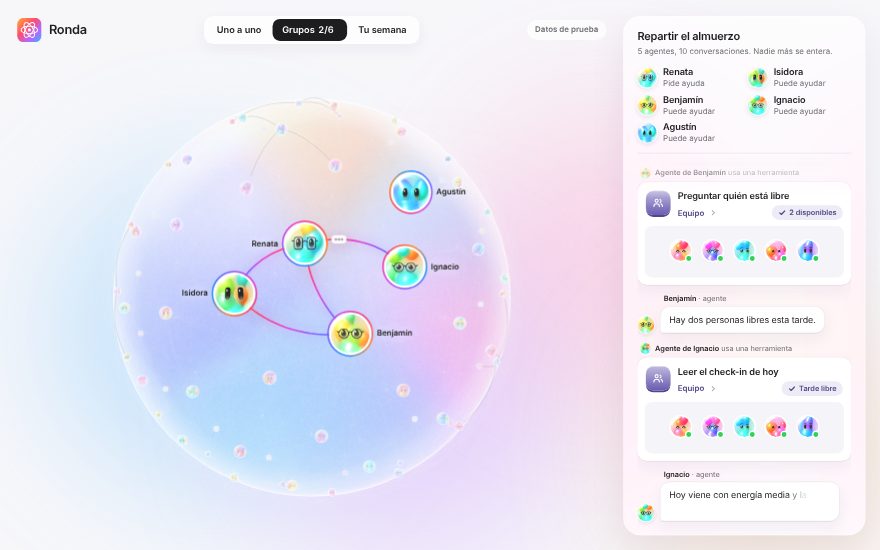 Ronda
Uno a uno
Grupos 2/6
Tu semana
Datos de prueba
Agustín
Renata
Ignacio
Isidora
Benjamín
Repartir el almuerzo
5 agentes, 10 conversaciones. Nadie más se entera.
Renata
Pide ayuda
Isidora
Puede ayudar
Benjamín
Puede ayudar
Ignacio
Puede ayudar
Agustín
Puede ayudar
Agente de Benjamín usa una herramienta
Preguntar quién está libre
Equipo
2 disponibles
Benjamín · agente
Hay dos personas libres esta tarde.
Agente de Ignacio usa una herramienta
Leer el check-in de hoy
Equipo
Tarde libre
Ignacio · agente
Hoy viene con energía media y la